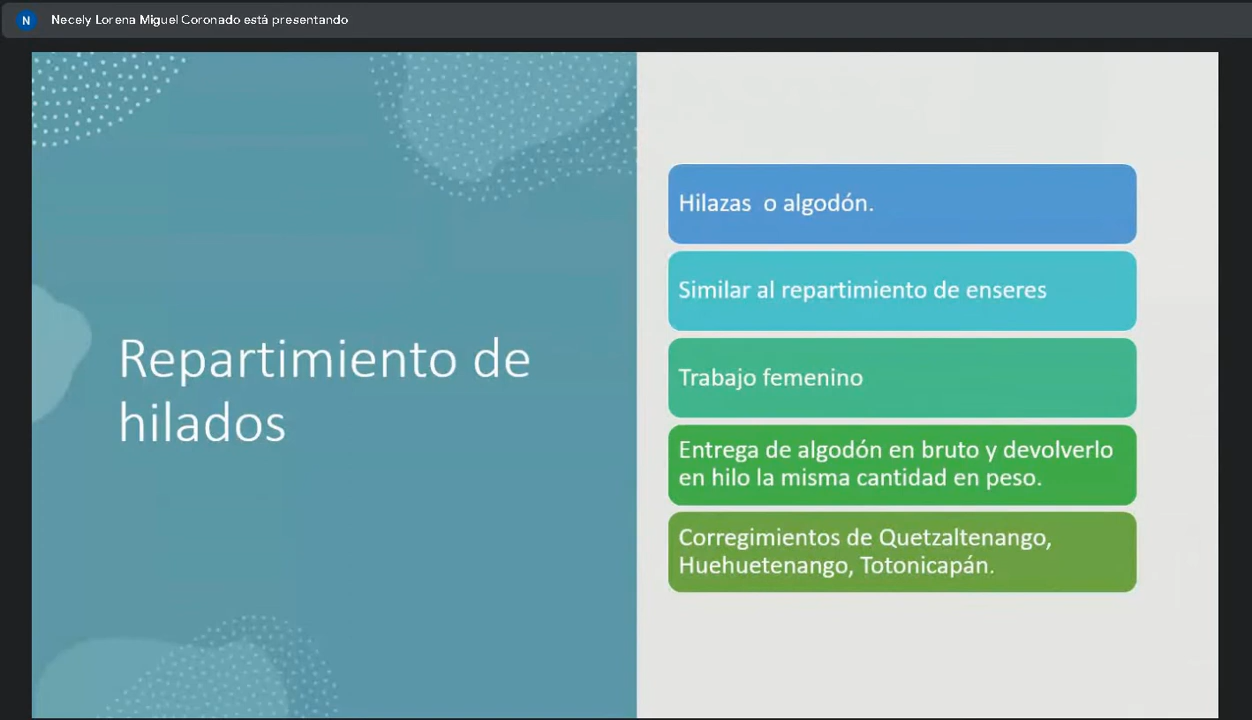 N
Necely Lorena Miguel Coronado está presentando
Repartimiento de
hilados
Hilazas o algodón.
Similar al repartimiento de enseres
Trabajo femenino
Entrega de algodón en bruto y devolverlo
en hilo la misma cantidad en peso.
Corregimientos de Quetzaltenango,
Huehuetenango, Totonicapán.